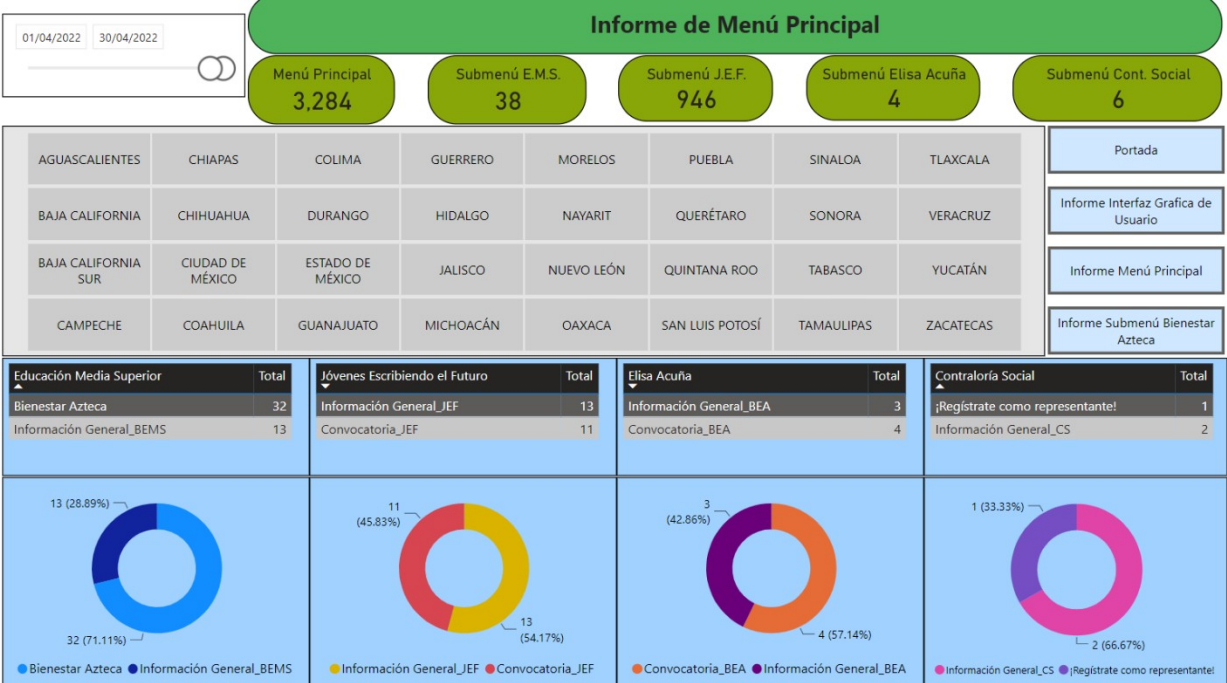 01/04/2022 30/04/2022
Informe de Menú Principal
Menú Principal
3,284
Submenú E.M.S.
38
Submenú J.E.F.
946
Submenú Elisa Acuña
4
Submenú Cont. Social
6
AGUASCALIENTES CHIAPAS COLIMA GUERRERO MORELOS PUEBLA SINALOA TLAXCALA
BAJA CALIFORNIA CHIHUAHUA DURANGO HIDALGO NAYARIT QUERÉTARO SONORA VERACRUZ
BAJA CALIFORNIA
SUR
CIUDAD DE
MÉXICO
ESTADO DE
MÉXICO
JALISCO NUEVO LEÓN QUINTANA ROO TABASCO YUCATÁN
CAMPECHE COAHUILA GUANAJUATO MICHOACÁN OAXACA SAN LUIS POTOSÍ TAMAULIPAS ZACATECAS
Portada
Informe Interfaz Grafica de
Usuario
Informe Menú Principal
Informe Submenú Bienestar
Azteca
Educación Media Superior Total
Bienestar Azteca 32
Información General_BEMS 13
Jóvenes Escribiendo el Futuro Total
Información General_JEF 13
Convocatoria_JEF 11
Elisa Acuña Total
Información General_BEA 3
Convocatoria_BEA 4
Contraloría Social Total
¡Regístrate como representante! 1
Información General_CS 2
13 (28.89%)
32 (71.11%)
Bienestar Azteca Información General_BEMS
11
(45.83%)
13
(54.17%)
Información General_JEF Convocatoria_JEF
3
(42.86%)
4 (57.14%)
Convocatoria_BEA Información General_BEA
1 (33.33%)
2 (66.67%)
Información General_CS ¡Regístrate como representante!